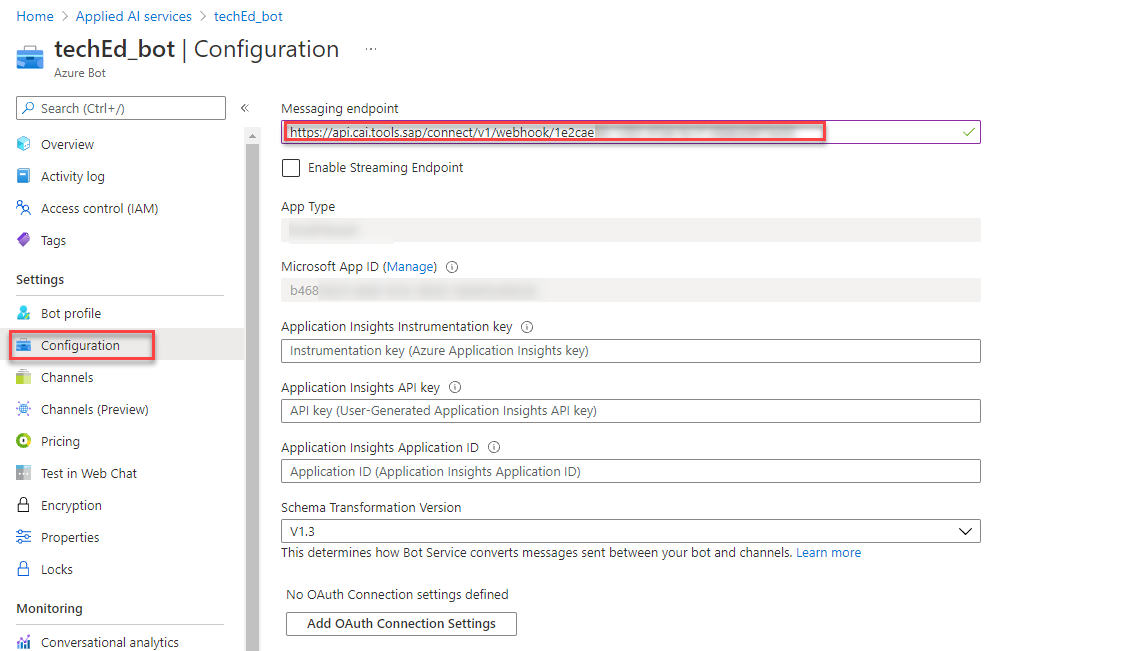 Home > Applied AI services > techEd_bot
techEd_bot | Configuration ...
Azure Bot
Search (Ctrl+/)
«
Overview
Activity log
Access control (IAM)
Tags
Settings
Bot profile
Configuration
Channels
Channels (Preview)
Pricing
Test in Web Chat
Encryption
Properties
Locks
Monitoring
Conversational analytics
Messaging endpoint
https://api.cai.tools.sap/connect/v1/webhook/1e2cae
Enable Streaming Endpoint
App Type
Microsoft App ID (Manage)
b468
Application Insights Instrumentation key
Instrumentation key (Azure Application Insights key)
Application Insights API key
API key (User-Generated Application Insights API key)
Application Insights Application ID
Application ID (Application Insights Application ID)
Schema Transformation Version
V1.3
This determines how Bot Service converts messages sent between your bot and channels. Learn more
No OAuth Connection settings defined
Add OAuth Connection Settings